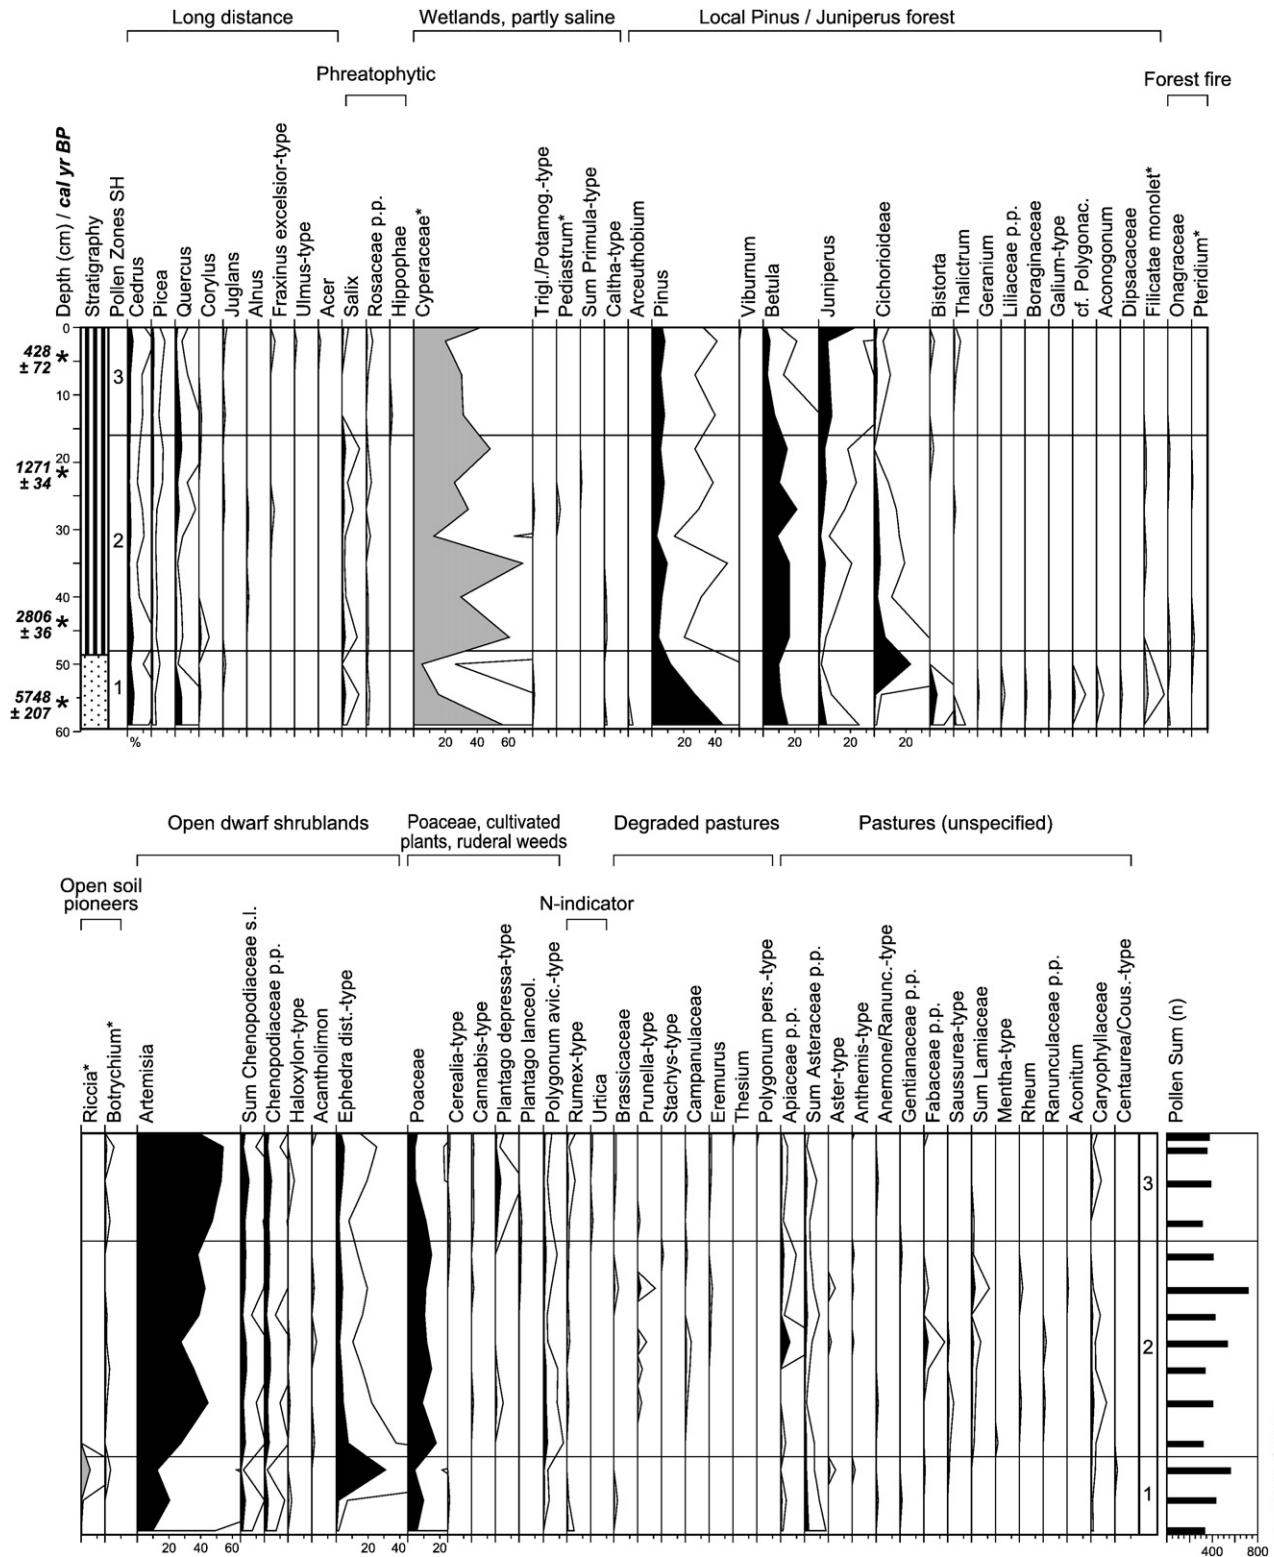 Long distance
Wetlands, partly saline
Local Pinus / Juniperus forest
Phreatophytic
Forest fire
Depth (cm) / cal yr BP
Stratigraphy
Pollen Zones SH
Cedrus
Picea
Quercus
Corylus
Juglans
Alnus
Fraxinus excelsior-type
Ulmus-type
Acer
Salix
Rosaceae p.p.
Hippophae
Cyperaceae*
Trigl./Potamog.-type
Pediastrum*
Sum Primula-type
Caltha-type
Arceuthobium
Pinus
Viburnum
Betula
Juniperus
Cichorioideae
Bistorta
Thalictrum
Geranium
Liliaceae p.p.
Boraginaceae
Galium-type
cf. Polygonac.
Aconogonum
Dipsacaceae
Filicatae monolet*
Onagraceae
Pteridium*
0
428 *
± 72
3
10
20
1271 *
± 34
30
2
40
2806 *
± 36
50
1
5748 *
± 207
60
% 20 40 60 20 40 20 20 20
Open dwarf shrublands
Poaceae, cultivated
plants, ruderal weeds
Degraded pastures
Pastures (unspecified)
Open soil
pioneers
N-indicator
Riccia*
Botrychium*
Artemisia
Sum Chenopodiaceae s.l.
Chenopodiaceae p.p.
Haloxylon-type
Acantholimon
Ephedra dist.-type
Poaceae
Cerealia-type
Cannabis-type
Plantago depressa-type
Plantago lanceol.
Polygonum avic.-type
Rumex-type
Urtica
Brassicaceae
Prunella-type
Stachys-type
Campanulaceae
Eremurus
Thesium
Polygonum pers.-type
Apiaceae p.p.
Sum Asteraceae p.p.
Aster-type
Anthemis-type
Anemone/Ranunc.-type
Gentianaceae p.p.
Fabaceae p.p.
Saussurea-type
Sum Lamiaceae
Mentha-type
Rheum
Ranunculaceae p.p.
Aconitum
Caryophyllaceae
Centaurea/Cous.-type
Pollen Sum (n)
3
2
1
20 40 60 20 40 20 400 800